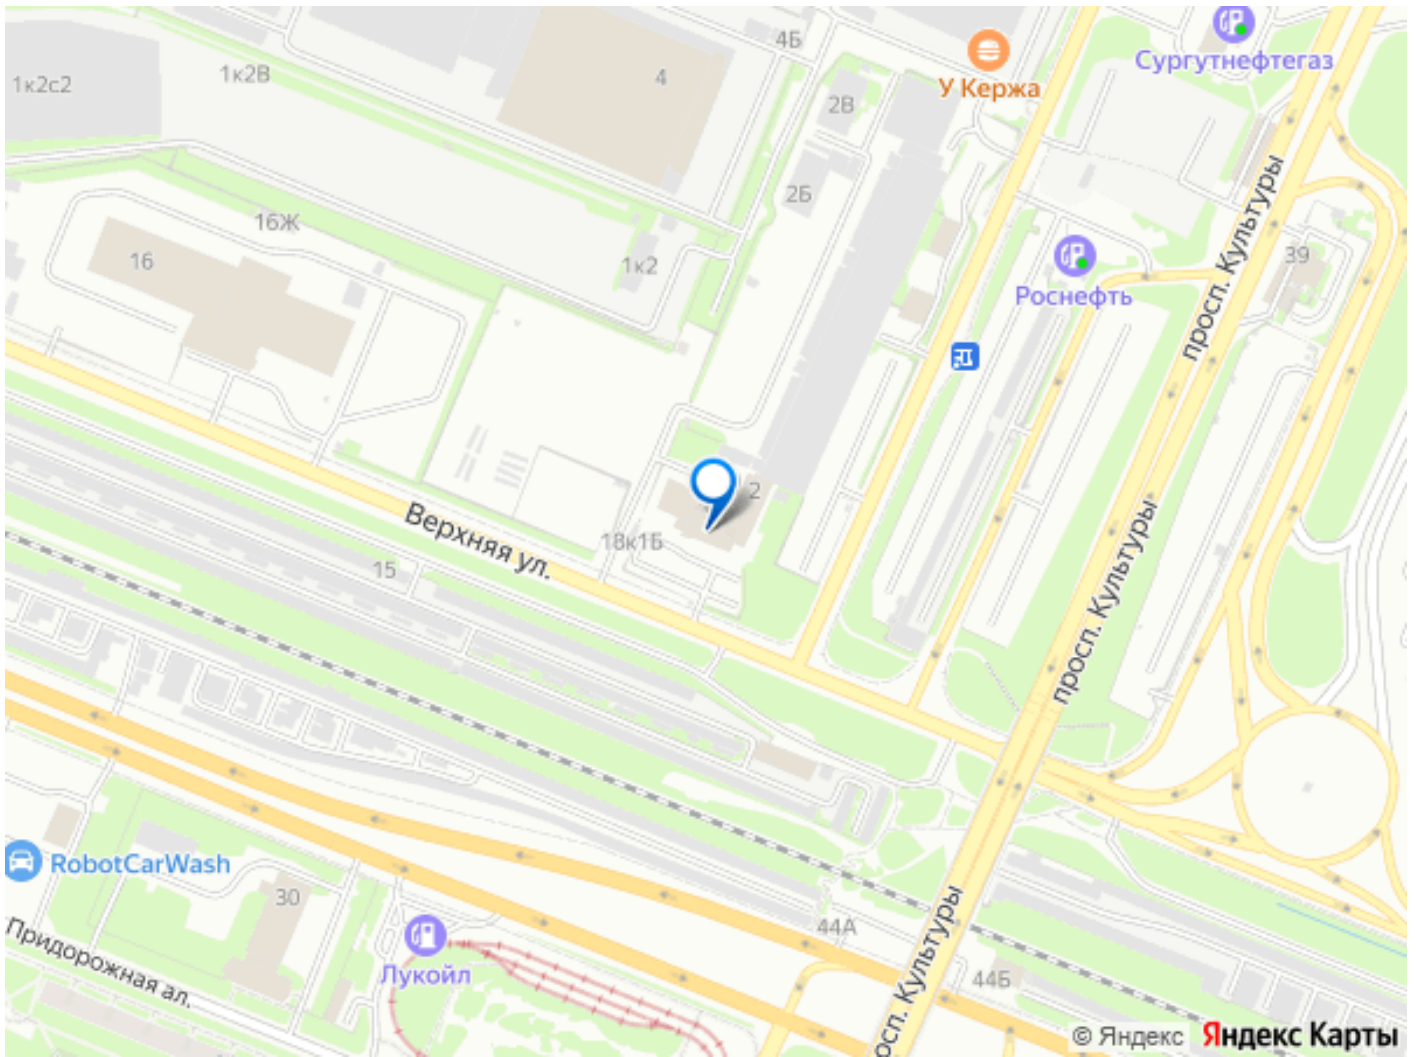 4Б
Сургутнефтегаз
1к2В
4
1к2с2
У Кержа
2В
просп. Культуры
2Б
16Ж
39
16
1к2
Роснефть
2
Верхняя ул.
18к1Б
15
просп. Культуры
RobotCarWash
30
44А
просп. Культуры
Придорожная ал.
Лукойл
44Б
© Яндекс Яндекс Карты